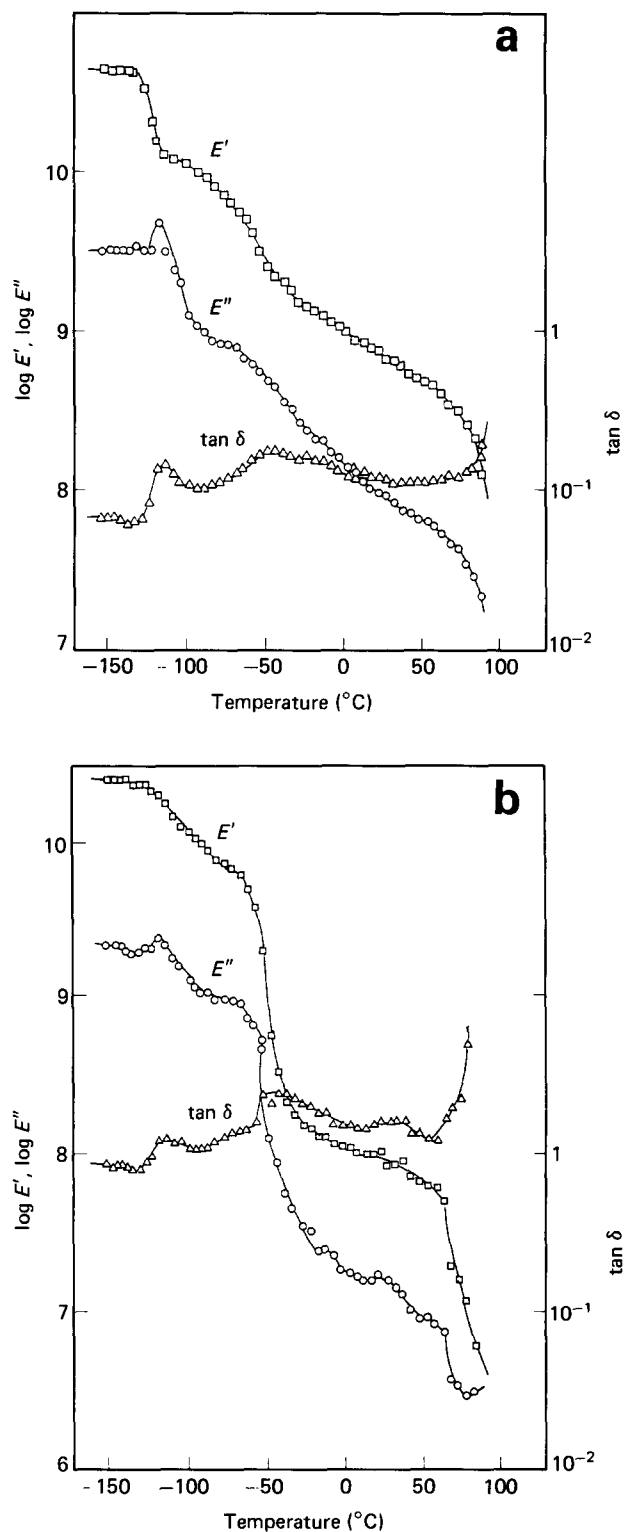 a
10
9
8
7
log E′, log E″
E′
E″
tan δ
1
10⁻¹
10⁻²
tan δ
−150 −100 −50 0 50 100
Temperature (°C)
b
10
9
8
7
6
log E′, log E″
E′
E″
tan δ
1
10⁻¹
10⁻²
tan δ
−150 −100 −50 0 50 100
Temperature (°C)